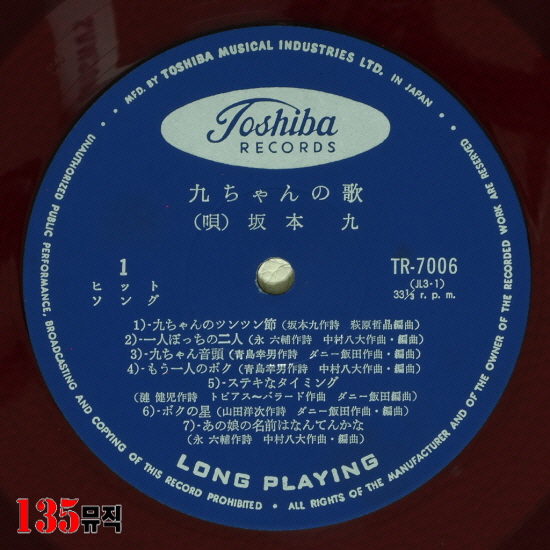 MFD. BY TOSHIBA MUSICAL INDUSTRIES LTD. IN JAPAN
Toshiba
RECORDS
九ちゃんの歌
(唄) 坂本 九
1
ヒット
ソング
TR-7006
(JL3-1)
33⅓ r. p. m.
1)-九ちゃんのツンツン節 (坂本九作詩 萩原哲晶編曲)
2)-一人ぼっちの二人 (永 六輔作詩 中村八大作曲・編曲)
3)-九ちゃん音頭 (青島幸男作詩 ダニー飯田作曲・編曲)
4)-もう一人のボク (青島幸男作詩 中村八大作曲・編曲)
5)-ステキなタイミング
(漣 健児作詩 トビアス〜バラード作曲 ダニー飯田編曲)
6)-ボクの星 (山田洋次作詩 ダニー飯田作曲・編曲)
7)-あの娘の名前はなんてんかな
(永 六輔作詩 中村八大作曲・編曲)
LONG PLAYING
UNAUTHORIZED PUBLIC PERFORMANCE, BROADCASTING AND COPYING OF THIS RECORD PROHIBITED • ALL RIGHTS OF THE MANUFACTURER AND OF THE OWNER OF THE RECORDED WORK ARE RESERVED
135뮤직